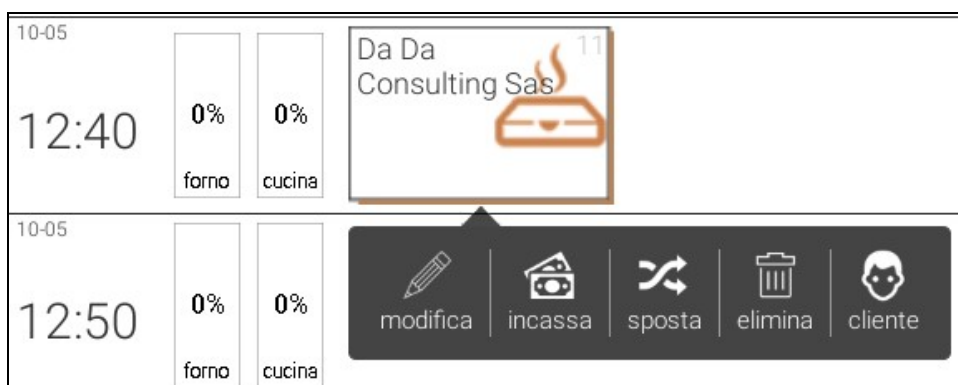 10-05
12:40
0%
forno
0%
cucina
Da Da
Consulting Sas
11
10-05
12:50
0%
forno
0%
cucina
modifica
incassa
sposta
elimina
cliente